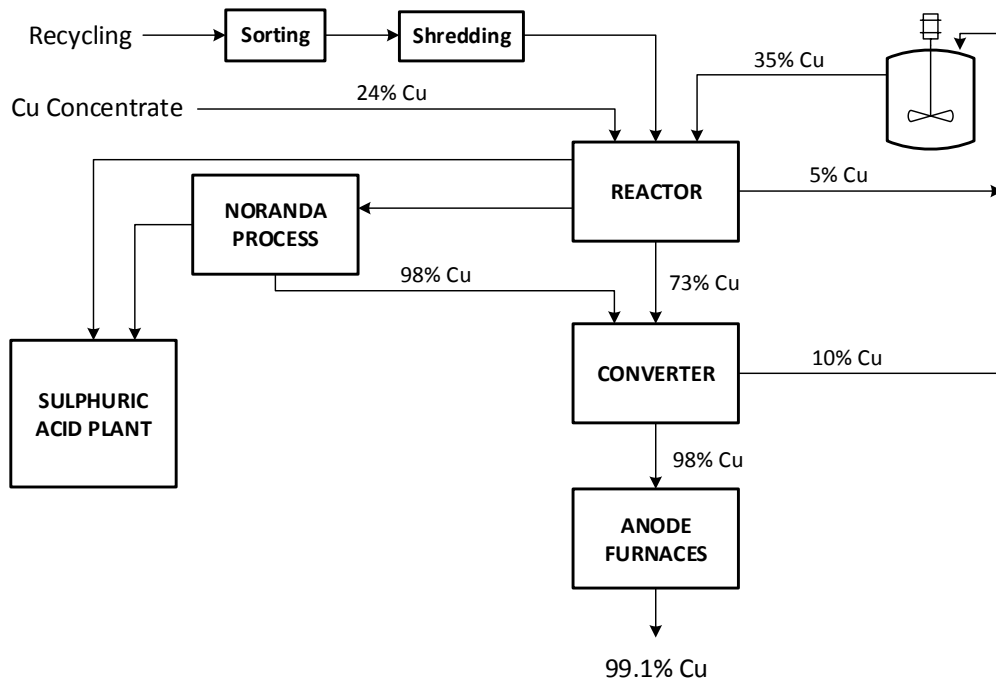 Recycling
Sorting
Shredding
35% Cu
Cu Concentrate
24% Cu
REACTOR
5% Cu
NORANDA
PROCESS
98% Cu
73% Cu
CONVERTER
10% Cu
SULPHURIC
ACID PLANT
98% Cu
ANODE
FURNACES
99.1% Cu